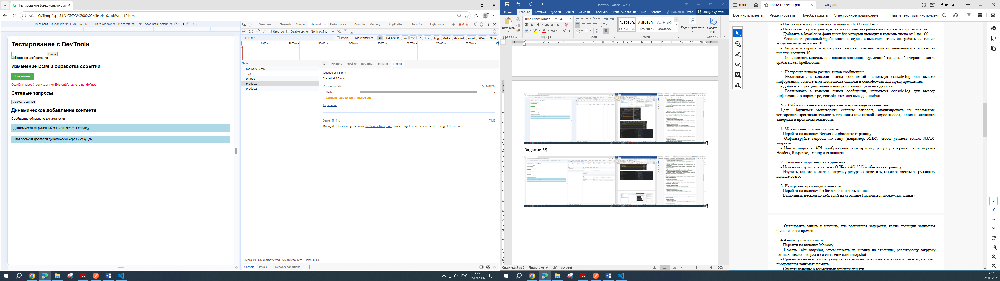 Тестирование функциональност
Файл
C:/Temp/ispp31/ИСРПО%2002.02/files/lr10/LabWork10.html
Dimensions: Responsive 1158 × 1170 Fit to window No throttling 'Save-Data': default
Тестирование с DevTools
Найти
Тестовое изображение
Изменение DOM и обработка событий
Нажми меня
Ошибка через 3 секунды: nonExistentVariable is not defined
Сетевые запросы
Загрузить данные
Динамическое добавление контента
Сообщение обновлено динамически
Динамически загруженный элемент через 1 секунду
Этот элемент добавлен динамически через 2 секунды
Welcome Elements Sources Network Performance Console Memory Application Security Lighthouse 4 1
Keep log Disable cache No throttling
Filter Invert More filters All Fetch/XHR Doc CSS JS Font Img Media Manifest Socket Wasm Other
10,000 ms 20,000 ms 30,000 ms 40,000 ms 50,000 ms 60,000 ms 70,000 ms 80,000 ms 90
Name
LabWork10.html
150
script.js
products
products
Headers Preview Response Initiator Timing
Queued at 1.3 min
Started at 1.3 min
Connection start DURATION
Stalled -
Caution: Request isn't finished yet
Explanation -
Server Timing TIME
During development, you can use the Server Timing API to add insights into the server-side timing of this request.
5 requests 6.6 kB transferred 6.6 kB resources Finish: 626
Console Issues Network conditions
РУС
9:47
25.09.2026
labwork10.docx - Word
Файл Главная Вставка Дизайн Макет Ссылки Рассылки Рецензирование Вид Acrobat Помощн Вход Общий доступ
Вставить
Times New Roman 14
Ж К Ч abc x₂ x²
АаБбВвГг, АаБбВвГг, АаБбВв
¶ Обычный ¶ Без инте... Заголово...
Редактирование
Создать PDF
Буфер об... Шрифт Абзац Стили Adobe...
Задание 3¶
Страница 5 из 5 Число слов: 6 русский 100%
Меню
0202 ЛР №10.pdf
Создать
Войти
Все инструменты Редактировать Преобразовать Электронное подписание Найти текст или инструмент
- Поставить точку останова с условием clickCount >= 3.
- Нажать кнопку и изучить, что точка останова срабатывает только на третьем клике.
- Добавить в JavaScript-файл цикл for, который выводит в консоль числа от 1 до 100.
- Установить условный брейкпоинт на строке с выводом, чтобы он срабатывал только
когда число делится на 10.
- Запустить скрипт и проверить, что выполнение кода останавливается только на
числах, кратных 10.
- Использовать консоль для анализа значения переменной на каждой итерации, когда
срабатывает брейкпоинт.
4. Настройка вывода разных типов сообщений:
- Реализовать в консоли вывод сообщений, используя console.log для вывода
информации, console.error для вывода ошибки и console.warn для предупреждения.
- Добавить функцию, вычисляющую результат деления двух чисел.
- Реализовать в консоли вывод сообщений, используя console.log для вывода
информации о параметре, console.error для вывода ошибки.
5.3. Работа с сетевыми запросами и производительностью
Цель: Научиться мониторить сетевые запросы, анализировать их параметры,
тестировать производительность страницы при низкой скорости соединения и оценивать
задержки в производительности.
1. Мониторинг сетевых запросов:
- Перейти на вкладку Network и обновите страницу.
- Отфильтруйте запросы по типу (например, XHR), чтобы увидеть только AJAX-
запросы.
- Найти запрос к API, изображению или другому ресурсу, открыть его и изучить
Headers, Response, Timing для анализа.
2. Эмуляция медленного соединения:
- Изменить параметры сети на Offline / 4G / 3G и обновить страницу.
- Изучить, как это влияет на загрузку ресурсов, отметить, какие элементы загружаются
дольше всего.
3. Измерение производительности:
- Перейти на вкладку Performance и начать запись.
- Выполнить несколько действий на странице (например, прокрутка, клики).
- Остановить запись и изучить, где возникают задержки, какие функции занимают
больше всего времени.
4 Анализ утечек памяти:
- Перейти на вкладку Memory.
- Нажать Take snapshot, затем нажать на кнопку на странице, реализующу загрузку
данных, несколько раз и создать еще один snapshot.
- Сравнить снимки, чтобы увидеть, как изменилась память и найти элементы, которые
продолжают занимать память.
- Сделать выводы о возможных утечках памяти.
3
7
9:47
25.09.2026